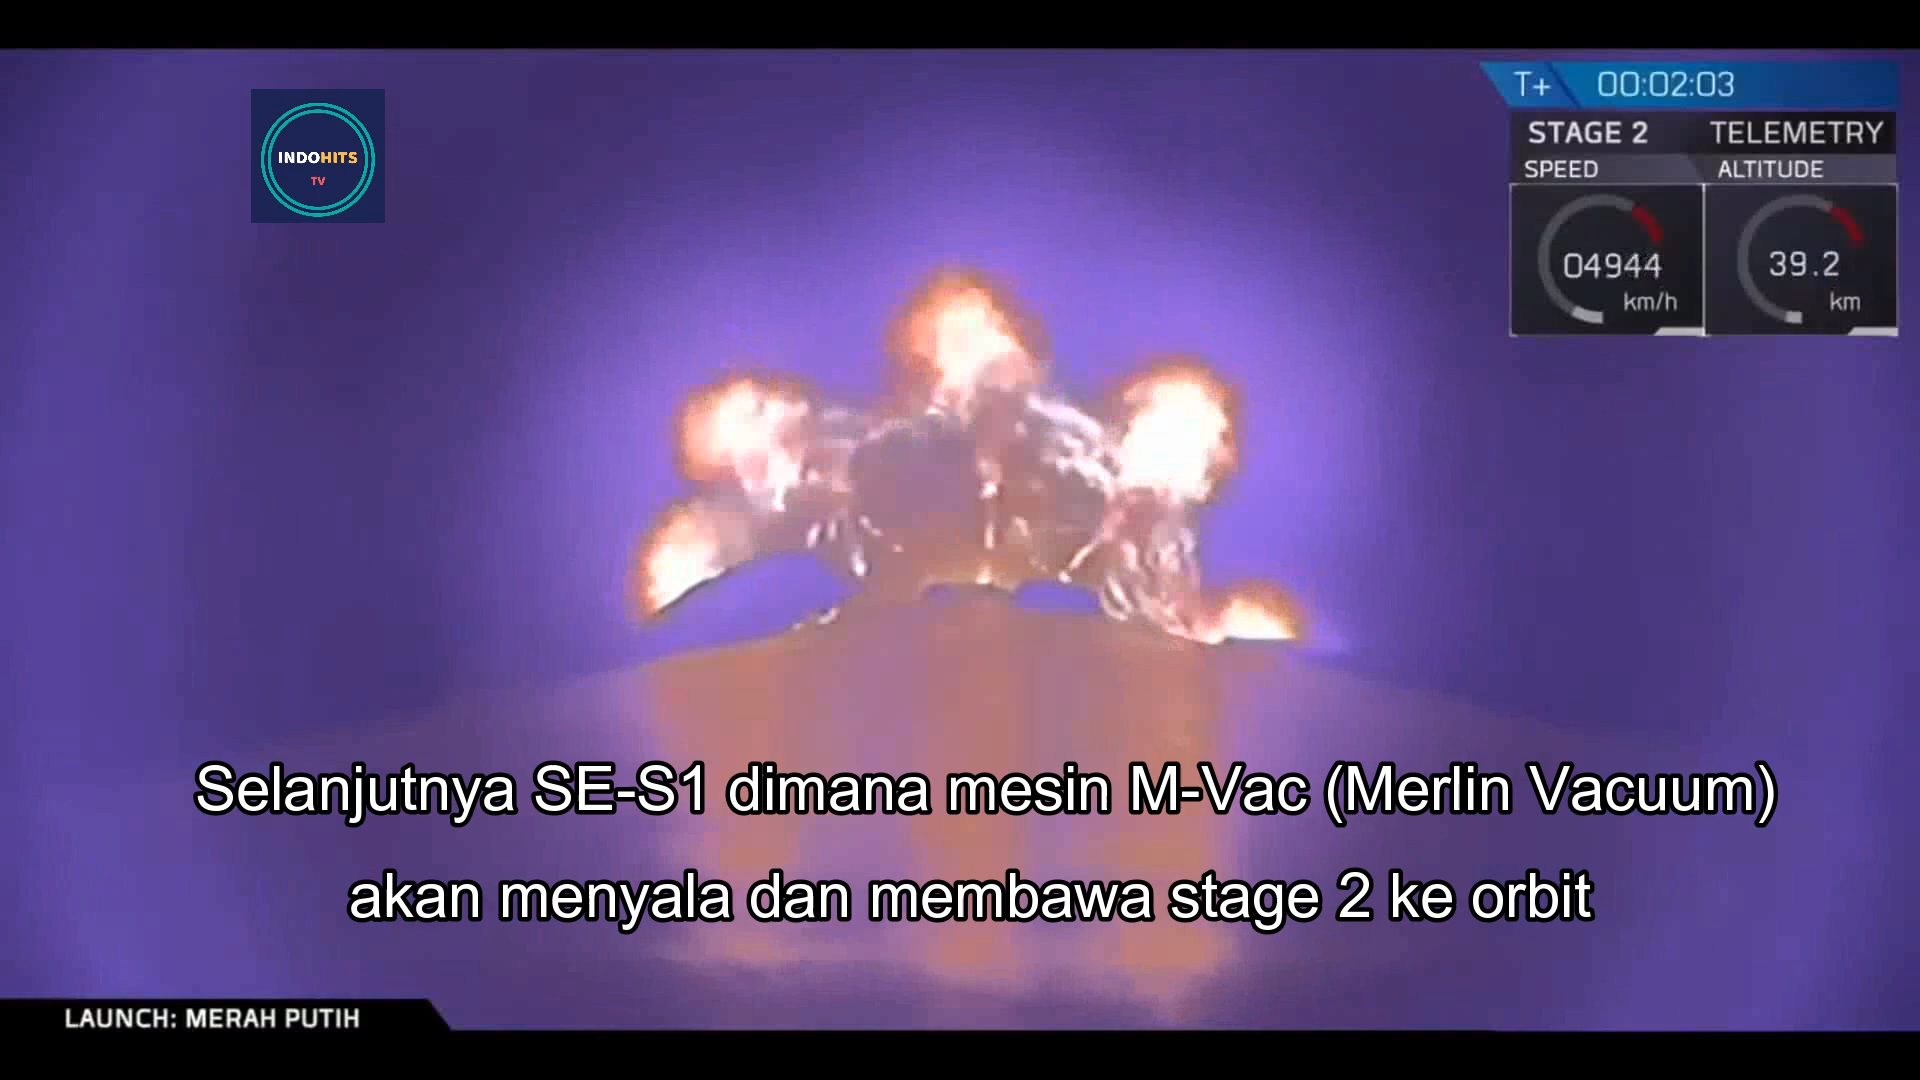 INDOHITS
TV
T+ 00:02:03
STAGE 2 TELEMETRY
SPEED ALTITUDE
04944 39.2
km/h km
Selanjutnya SE-S1 dimana mesin M-Vac (Merlin Vacuum)
akan menyala dan membawa stage 2 ke orbit
LAUNCH: MERAH PUTIH